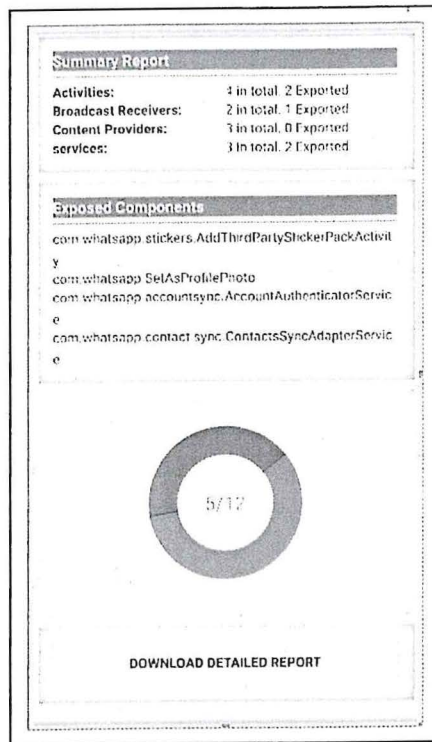 Summary Report
Activities: 4 in total, 2 Exported
Broadcast Receivers: 2 in total, 1 Exported
Content Providers: 3 in total, 0 Exported
services: 3 in total, 2 Exported
Exposed Components
com.whatsapp.stickers.AddThirdPartyStickerPackActivit
y
com.whatsapp.SetAsProfilePhoto
com.whatsapp.accountsync.AccountAuthenticatorServic
e
com.whatsapp.contact.sync.ContactsSyncAdapterServic
e
5/12
DOWNLOAD DETAILED REPORT